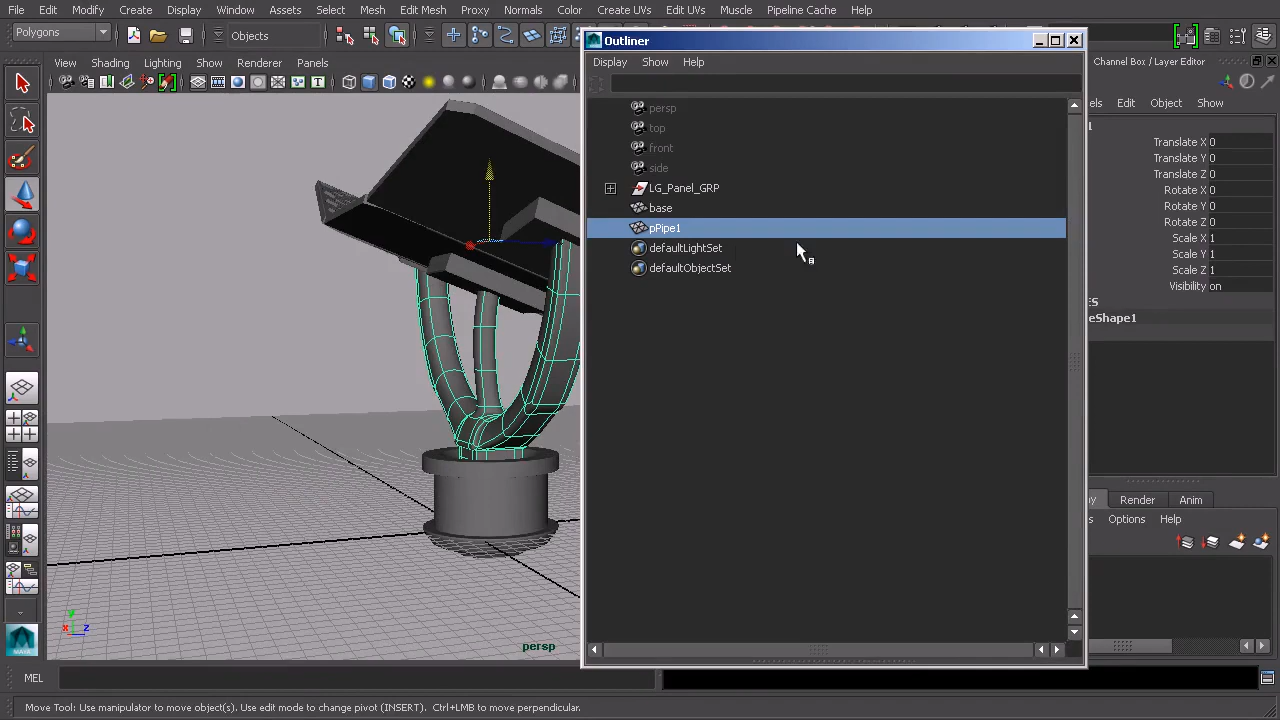 File Edit Modify Create Display Window Assets Select Mesh Edit Mesh Proxy Normals Color Create UVs Edit UVs Muscle Pipeline Cache Help
Polygons
Objects
Outliner
View Shading Lighting Show Renderer Panels
Display Show Help
Channel Box / Layer Editor
Edit Object Show
persp
top
front
side
LG_Panel_GRP
base
pPipe1
defaultLightSet
defaultObjectSet
Translate X 0
Translate Y 0
Translate Z 0
Rotate X 0
Rotate Y 0
Rotate Z 0
Scale X 1
Scale Y 1
Scale Z 1
Visibility on
eShape1
Render Anim
Options Help
y
x z
persp
MEL
Move Tool: Use manipulator to move object(s). Use edit mode to change pivot (INSERT). Ctrl+LMB to move perpendicular.